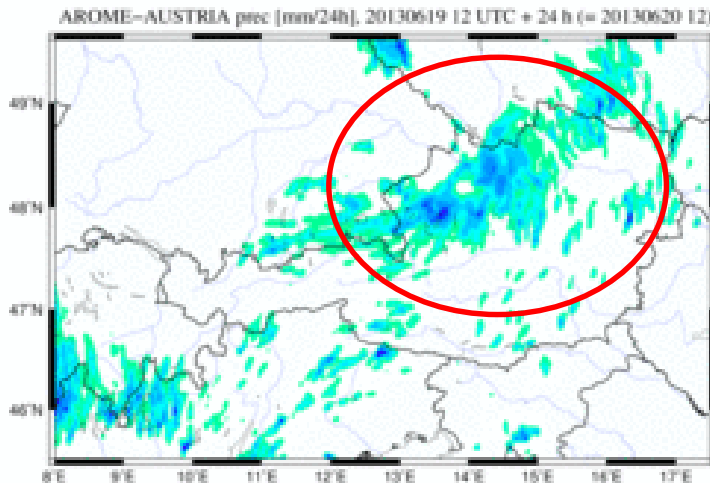 AROME−AUSTRIA prec [mm/24h], 20130619 12 UTC + 24 h (= 20130620 12)
49°N
48°N
47°N
46°N
8°E 9°E 10°E 11°E 12°E 13°E 14°E 15°E 16°E 17°E